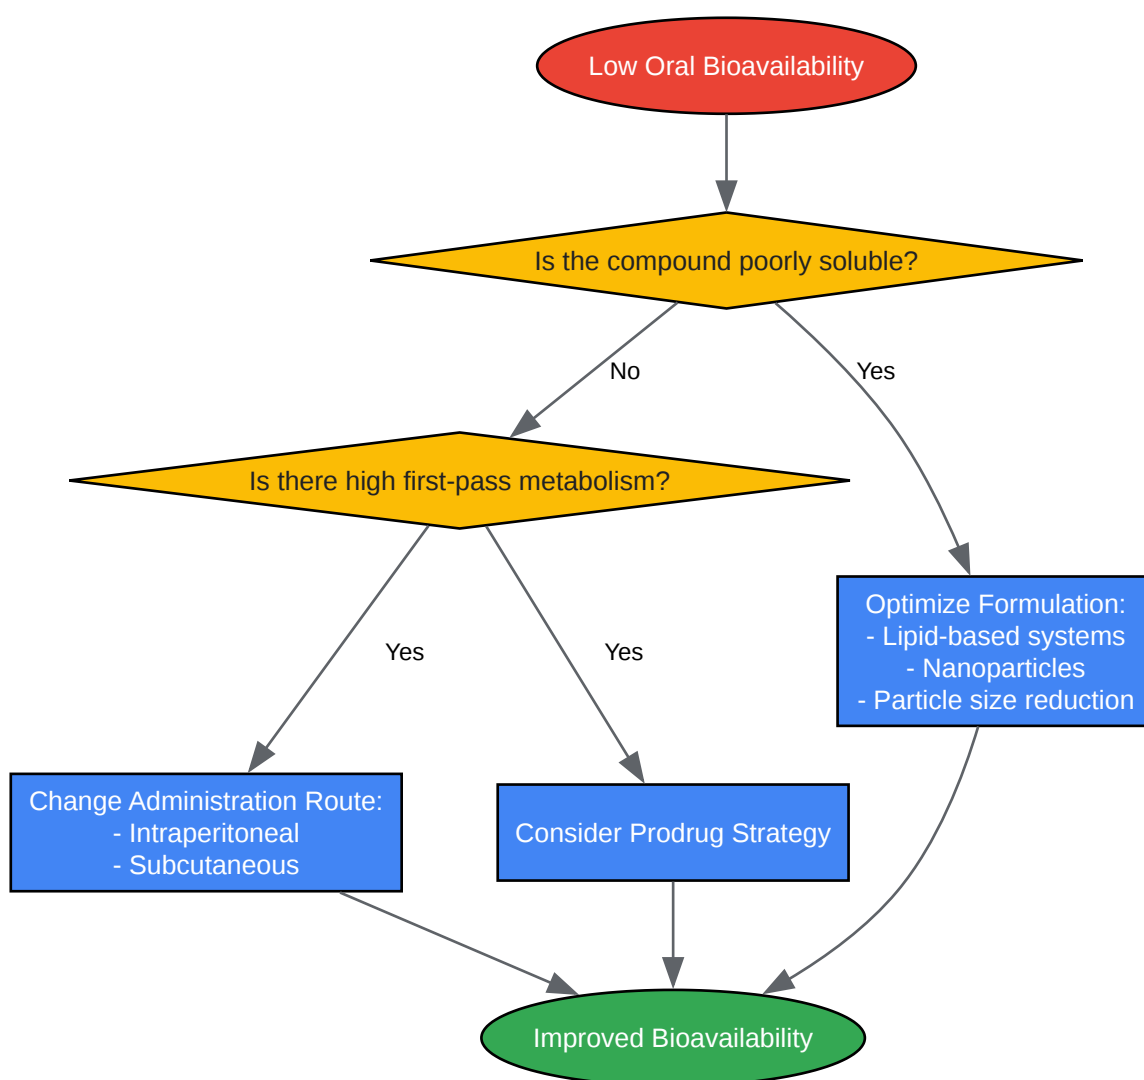 Low Oral Bioavailability
Is the compound poorly soluble?
No
Yes
Is there high first-pass metabolism?
Yes
Yes
Optimize Formulation:
- Lipid-based systems
- Nanoparticles
- Particle size reduction
Change Administration Route:
- Intraperitoneal
- Subcutaneous
Consider Prodrug Strategy
Improved Bioavailability